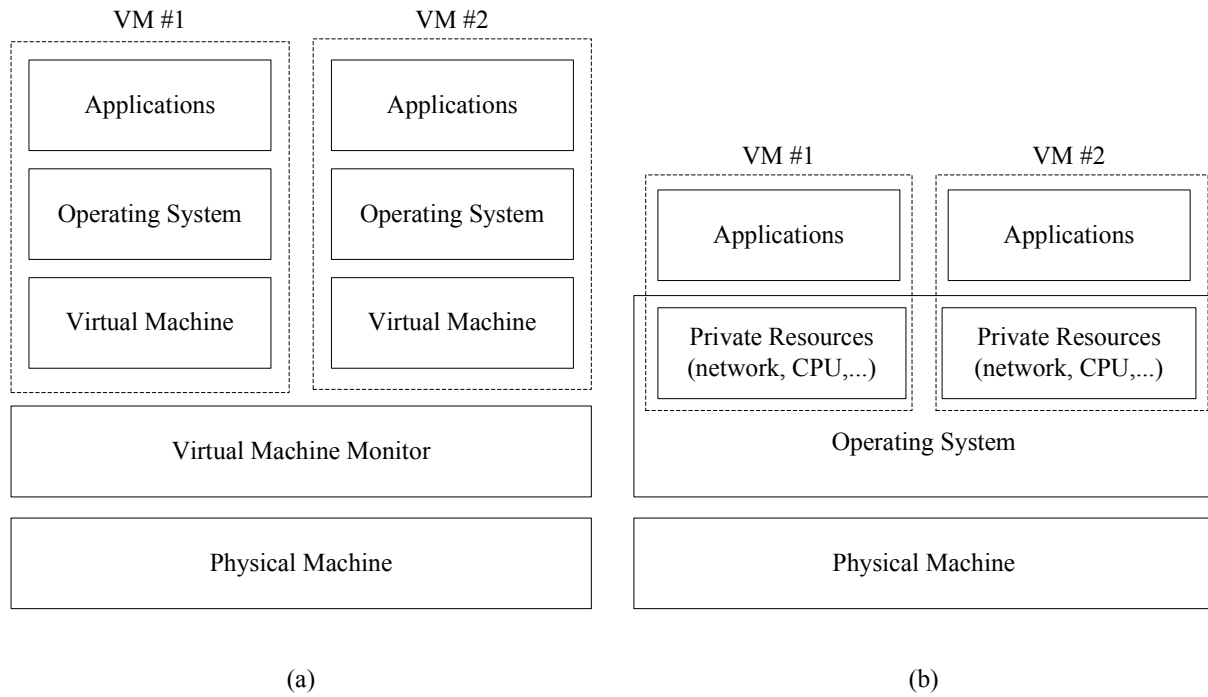 VM #1
VM #2
Applications
Applications
Operating System
Operating System
Virtual Machine
Virtual Machine
Virtual Machine Monitor
Physical Machine
(a)
VM #1
VM #2
Applications
Applications
Private Resources
(network, CPU,...)
Private Resources
(network, CPU,...)
Operating System
Physical Machine
(b)